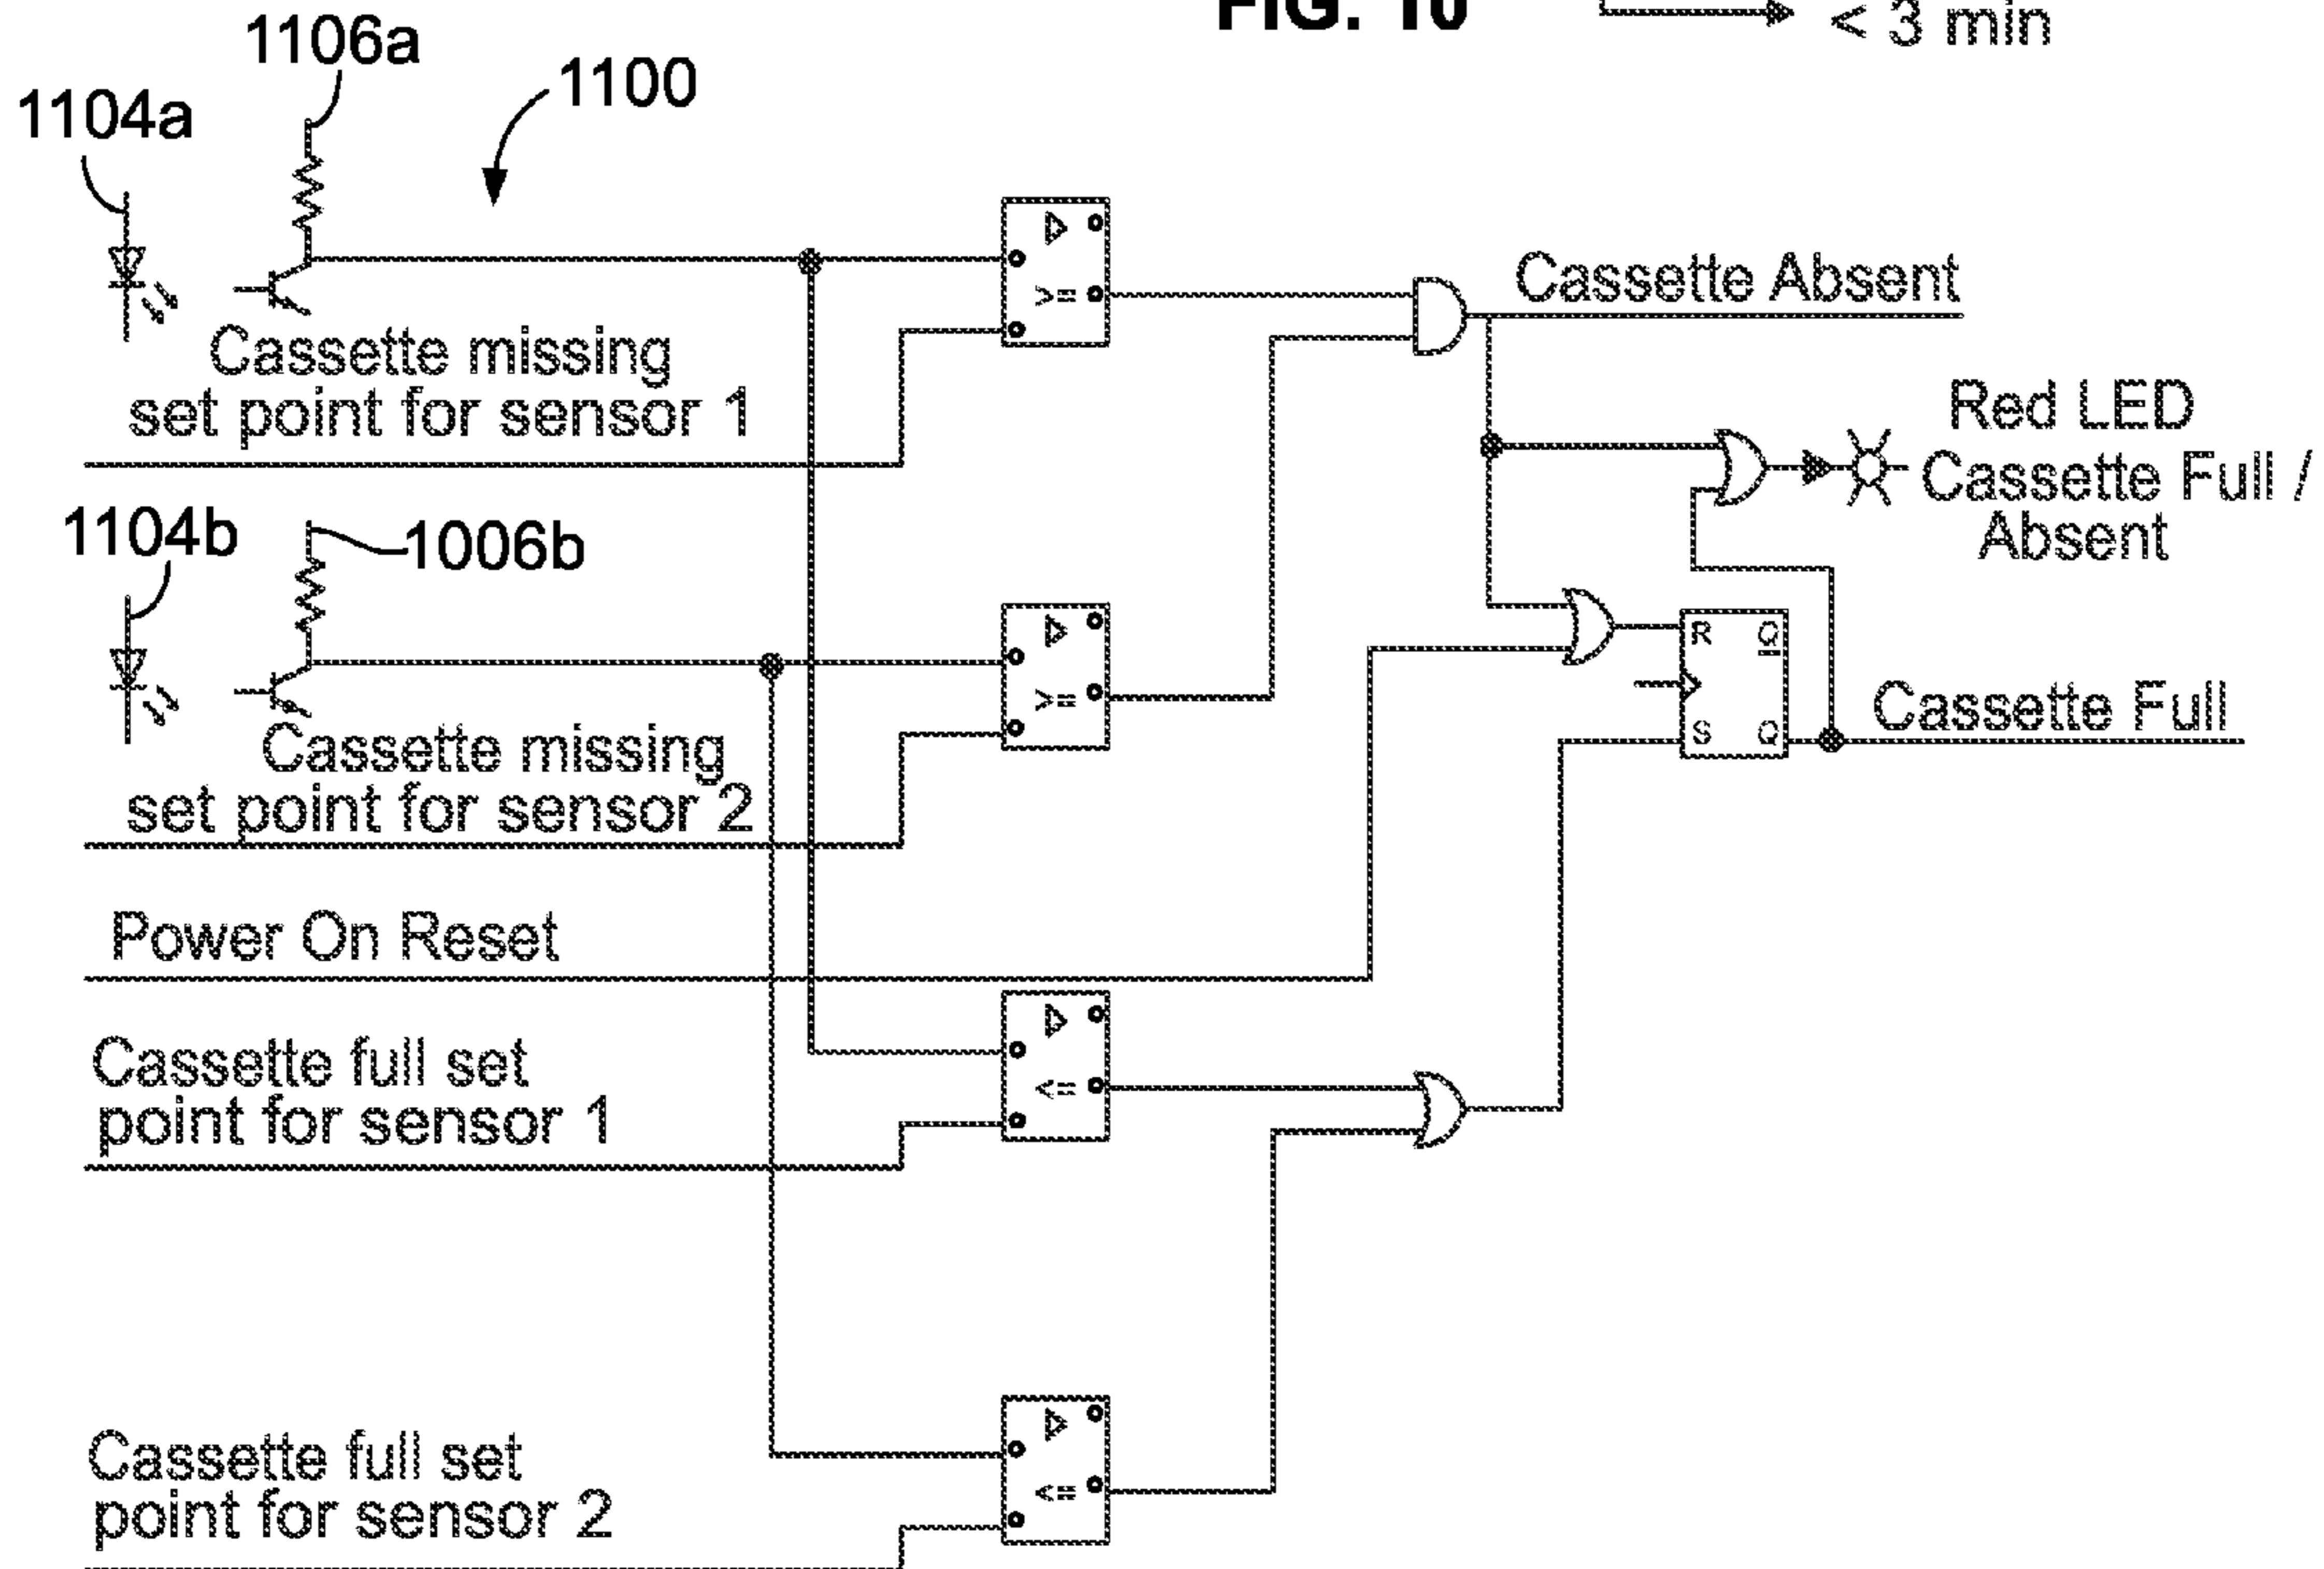 FIG. 10
< 3 min
1106a
1100
1104a
▷
>=
Cassette Absent
Cassette missing
set point for sensor 1
Red LED
Cassette Full /
Absent
1104b
1006b
▷
>=
R Q
S Q
Cassette Full
Cassette missing
set point for sensor 2
Power On Reset
▷
<=
Cassette full set
point for sensor 1
▷
<=
Cassette full set
point for sensor 2